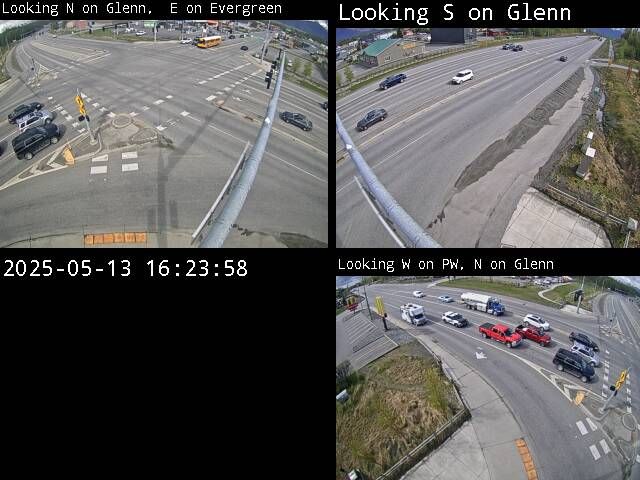 Looking N on Glenn,  E on Evergreen
Looking S on Glenn
2025-05-13 16:23:58
Looking W on PW, N on Glenn